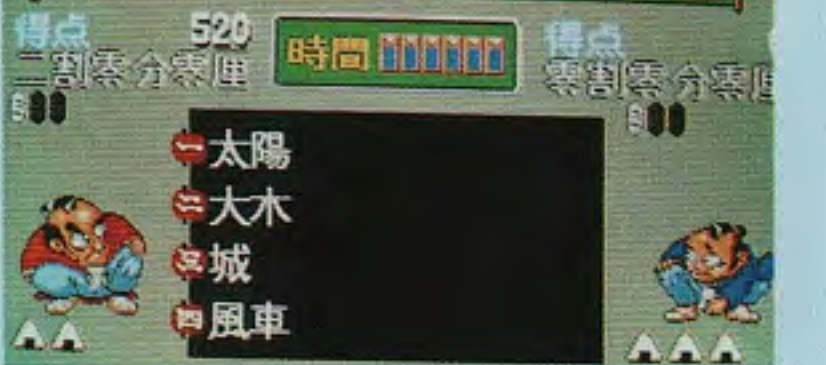 得点 520
二割零分零厘
時間
得点
零割零分零厘
一 太陽
二 大木
三 城
四 風車